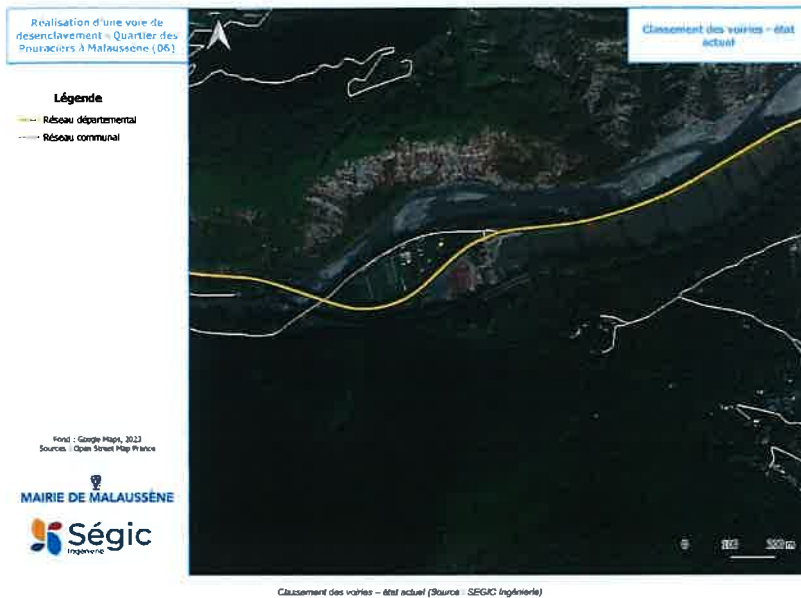 Réalisation d'une voie de
désenclavement - Quartier des
Pouraciers à Malaussène (06)
Classement des voiries - état
actuel
Légende
Réseau départemental
Réseau communal
Fond : Google Maps, 2023
Sources : Open Street Map France
MAIRIE DE MALAUSSÈNE
Ségic
Ingénierie
0 100 200 m
Classement des voiries – état actuel (Source : SEGIC Ingénierie)